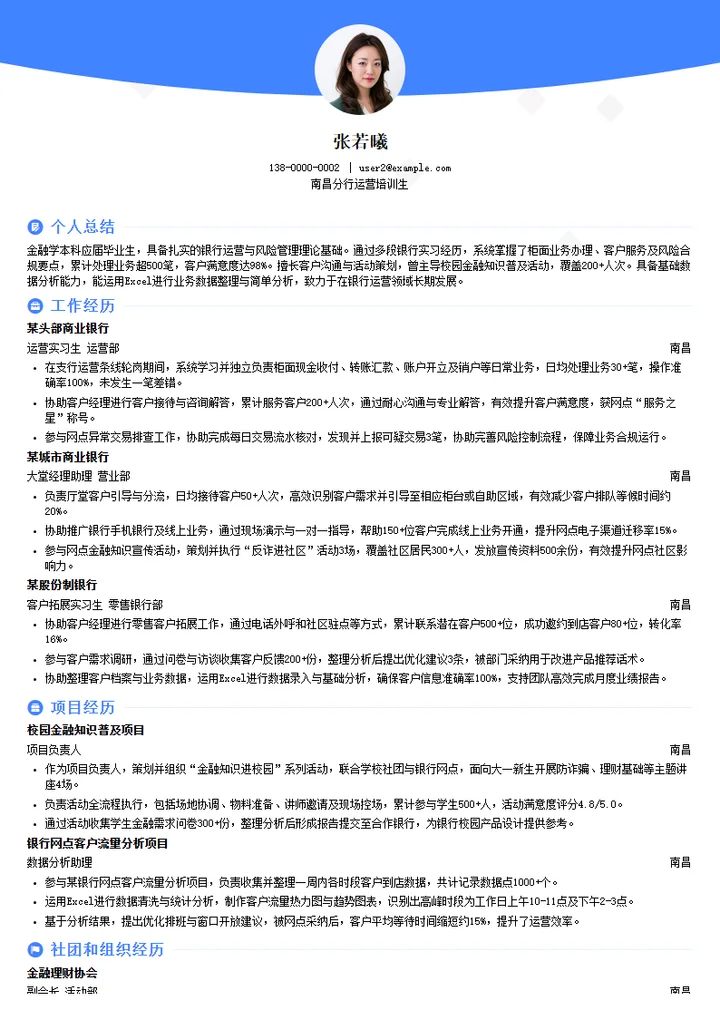 张若曦
138-0000-0002 | user2@example.com
南昌分行运营培训生
个人总结
金融学本科应届毕业生，具备扎实的银行运营与风险管理理论基础。通过多段银行实习经历，系统掌握了柜面业务办理、客户服务及风险合
规要点，累计处理业务超500笔，客户满意度达98%。擅长客户沟通与活动策划，曾主导校园金融知识普及活动，覆盖200+人次。具备基础数
据分析能力，能运用Excel进行业务数据整理与简单分析，致力于在银行运营领域长期发展。
工作经历
某头部商业银行
运营实习生 运营部 南昌
• 在支行运营条线轮岗期间，系统学习并独立负责柜面现金收付、转账汇款、账户开立及销户等日常业务，日均处理业务30+笔，操作准
确率100%，未发生一笔差错。
• 协助客户经理进行客户接待与咨询解答，累计服务客户200+人次，通过耐心沟通与专业解答，有效提升客户满意度，获网点“服务之
星”称号。
• 参与网点异常交易排查工作，协助完成每日交易流水核对，发现并上报可疑交易3笔，协助完善风险控制流程，保障业务合规运行。
某城市商业银行
大堂经理助理 营业部 南昌
• 负责厅堂客户引导与分流，日均接待客户50+人次，高效识别客户需求并引导至相应柜台或自助区域，有效减少客户排队等候时间约
20%。
• 协助推广银行手机银行及线上业务，通过现场演示与一对一指导，帮助150+位客户完成线上业务开通，提升网点电子渠道迁移率15%。
• 参与网点金融知识宣传活动，策划并执行“反诈进社区”活动3场，覆盖社区居民300+人，发放宣传资料500余份，有效提升网点社区影
响力。
某股份制银行
客户拓展实习生 零售银行部 南昌
• 协助客户经理进行零售客户拓展工作，通过电话外呼和社区驻点等方式，累计联系潜在客户500+位，成功邀约到店客户80+位，转化率
16%。
• 参与客户需求调研，通过问卷与访谈收集客户反馈200+份，整理分析后提出优化建议3条，被部门采纳用于改进产品推荐话术。
• 协助整理客户档案与业务数据，运用Excel进行数据录入与基础分析，确保客户信息准确率100%，支持团队高效完成月度业绩报告。
项目经历
校园金融知识普及项目
项目负责人 南昌
• 作为项目负责人，策划并组织“金融知识进校园”系列活动，联合学校社团与银行网点，面向大一新生开展防诈骗、理财基础等主题讲
座4场。
• 负责活动全流程执行，包括场地协调、物料准备、讲师邀请及现场控场，累计参与学生500+人，活动满意度评分4.8/5.0。
• 通过活动收集学生金融需求问卷300+份，整理分析后形成报告提交至合作银行，为银行校园产品设计提供参考。
银行网点客户流量分析项目
数据分析助理 南昌
• 参与某银行网点客户流量分析项目，负责收集并整理一周内各时段客户到店数据，共计记录数据点1000+个。
• 运用Excel进行数据清洗与统计分析，制作客户流量热力图与趋势图表，识别出高峰时段为工作日上午10-11点及下午2-3点。
• 基于分析结果，提出优化排班与窗口开放建议，被网点采纳后，客户平均等待时间缩短约15%，提升了运营效率。
社团和组织经历
金融理财协会
副会长 活动部 南昌